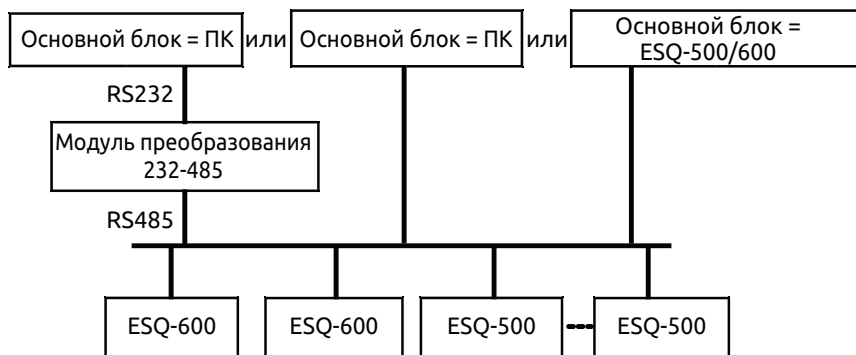 Основной блок = ПК или Основной блок = ПК или Основной блок =
ESQ-500/600
RS232
Модуль преобразования
232-485
RS485
ESQ-600 ESQ-600 ESQ-500 ESQ-500